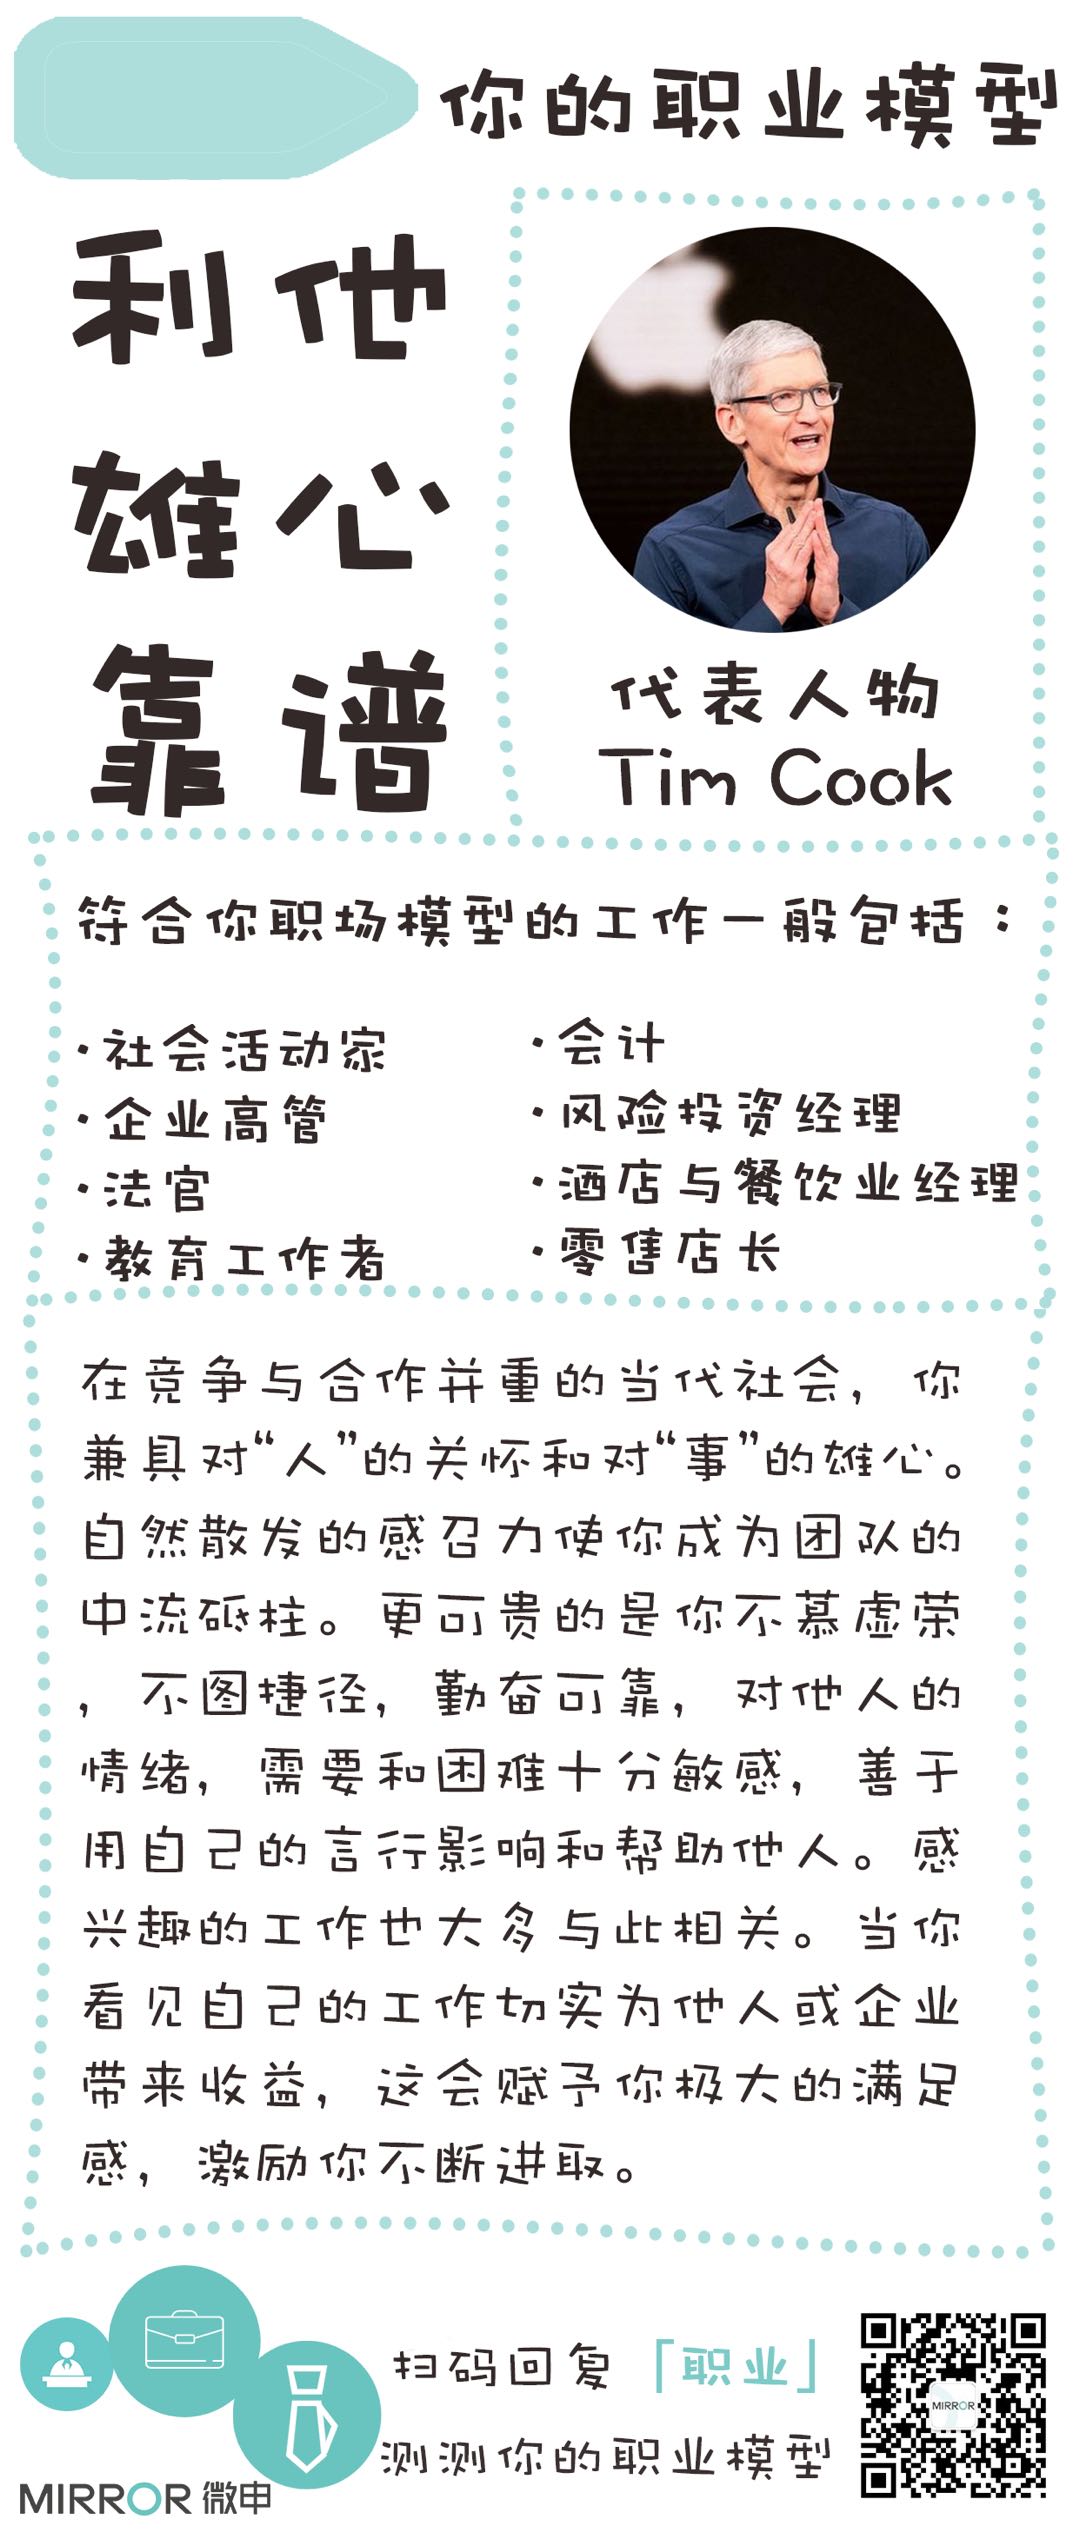 你的职业模型
利他
雄心
靠谱
代表人物
Tim Cook
符合你职场模型的工作一般包括：
·社会活动家
·企业高管
·法官
·教育工作者
·会计
·风险投资经理
·酒店与餐饮业经理
·零售店长
在竞争与合作并重的当代社会，你
兼具对“人”的关怀和对“事”的雄心。
自然散发的感召力使你成为团队的
中流砥柱。更可贵的是你不慕虚荣
，不图捷径，勤奋可靠，对他人的
情绪，需要和困难十分敏感，善于
用自己的言行影响和帮助他人。感
兴趣的工作也大多与此相关。当你
看见自己的工作切实为他人或企业
带来收益，这会赋予你极大的满足
感，激励你不断进取。
扫码回复「职业」
测测你的职业模型
MIRROR
MIRROR 微申